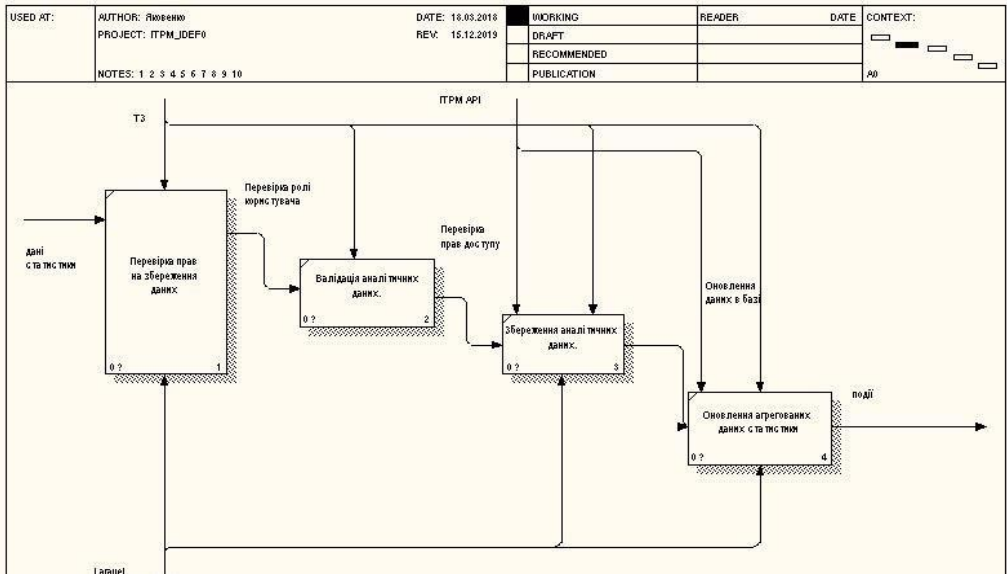 USED AT:
AUTHOR: Яковенко
DATE: 18.03.2018
WORKING
READER
DATE
CONTEXT:
PROJECT: ITPM_IDEF0
REV: 15.12.2019
DRAFT
RECOMMENDED
NOTES: 1 2 3 4 5 6 7 8 9 10
PUBLICATION
A0
ITPM API
ТЗ
Перевірка ролі
користувача
Перевірка
прав доступу
дані
статистики
Перевірка прав
на збереження
даних
0 ?
1
Валідація аналітичних
даних.
0 ?
2
Оновлення
даних в базі
Збереження аналітичних
даних.
0 ?
3
події
Оновлення агрегованих
даних статистики
0 ?
4
Laravel